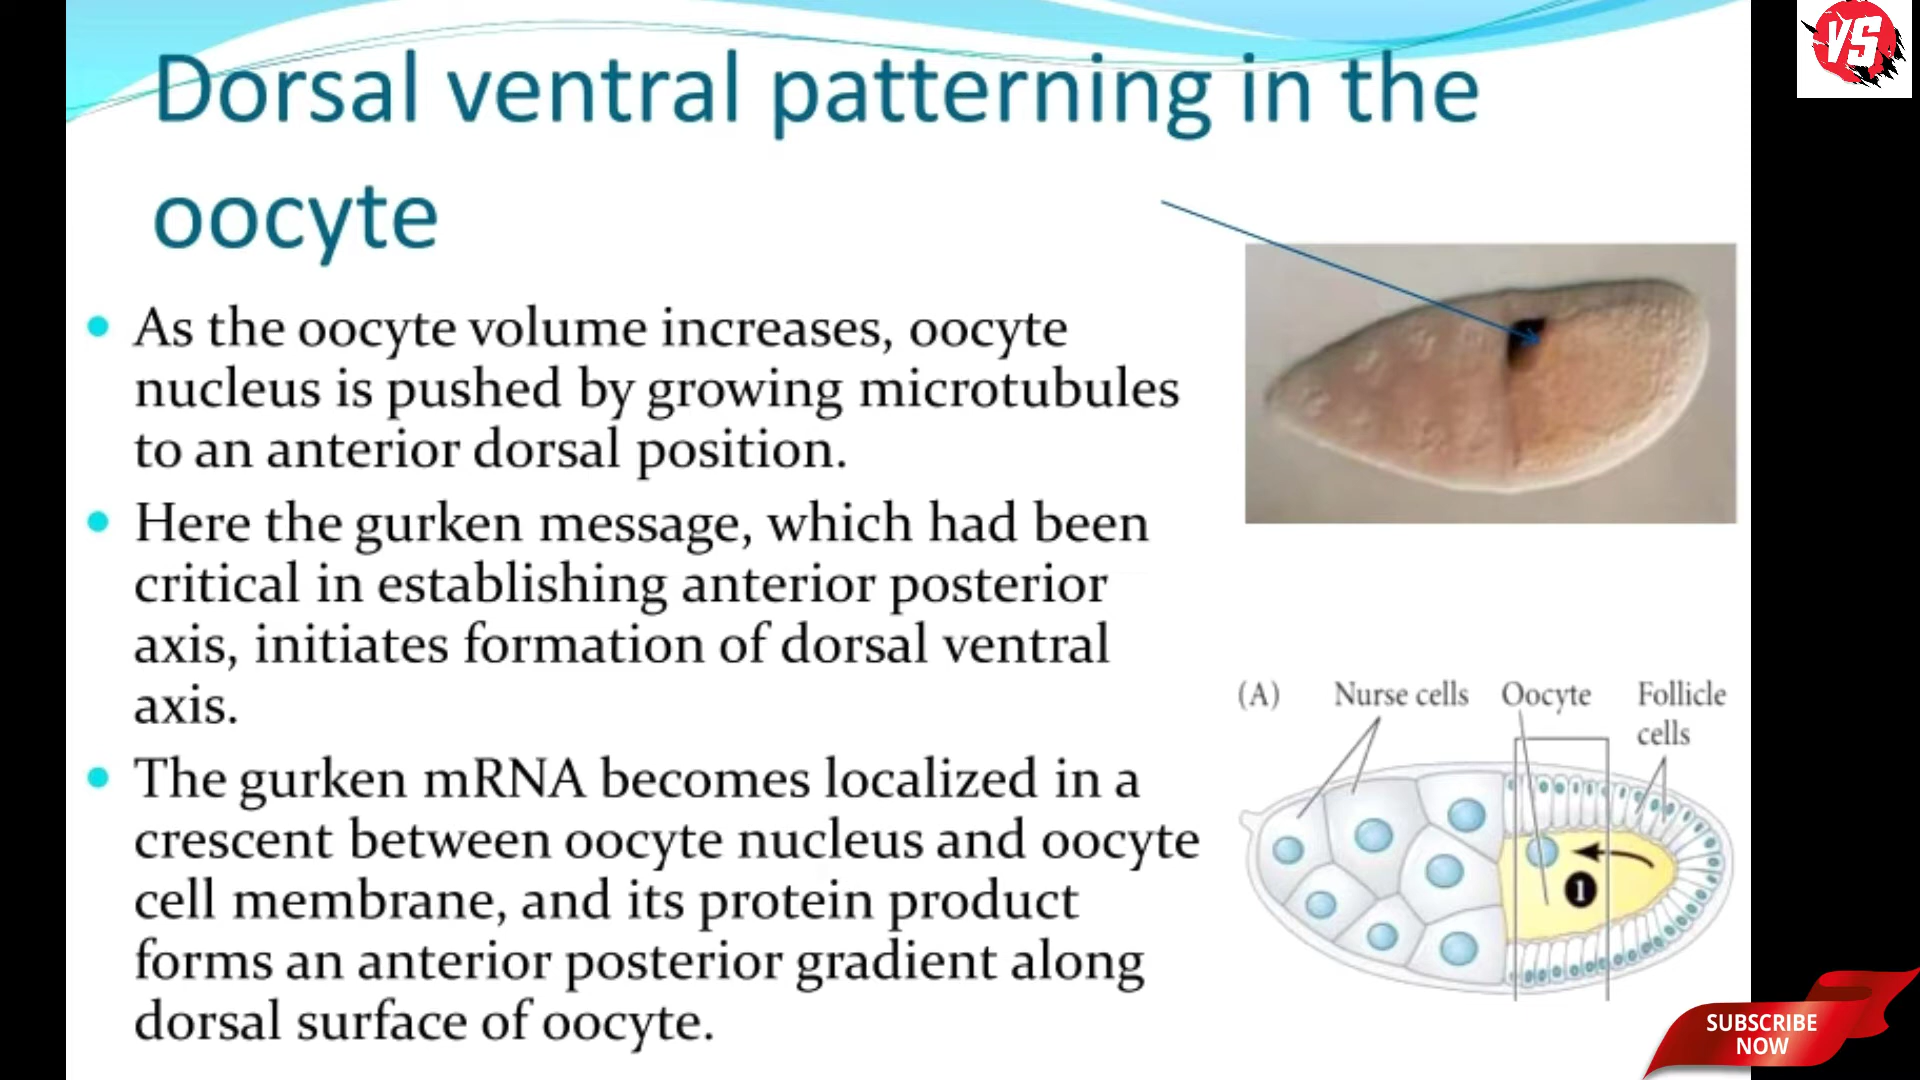 VS
Dorsal ventral patterning in the
oocyte
• As the oocyte volume increases, oocyte
nucleus is pushed by growing microtubules
to an anterior dorsal position.
• Here the gurken message, which had been
critical in establishing anterior posterior
axis, initiates formation of dorsal ventral
axis.
• The gurken mRNA becomes localized in a
crescent between oocyte nucleus and oocyte
cell membrane, and its protein product
forms an anterior posterior gradient along
dorsal surface of oocyte.
(A) Nurse cells Oocyte Follicle
cells
1
SUBSCRIBE
NOW